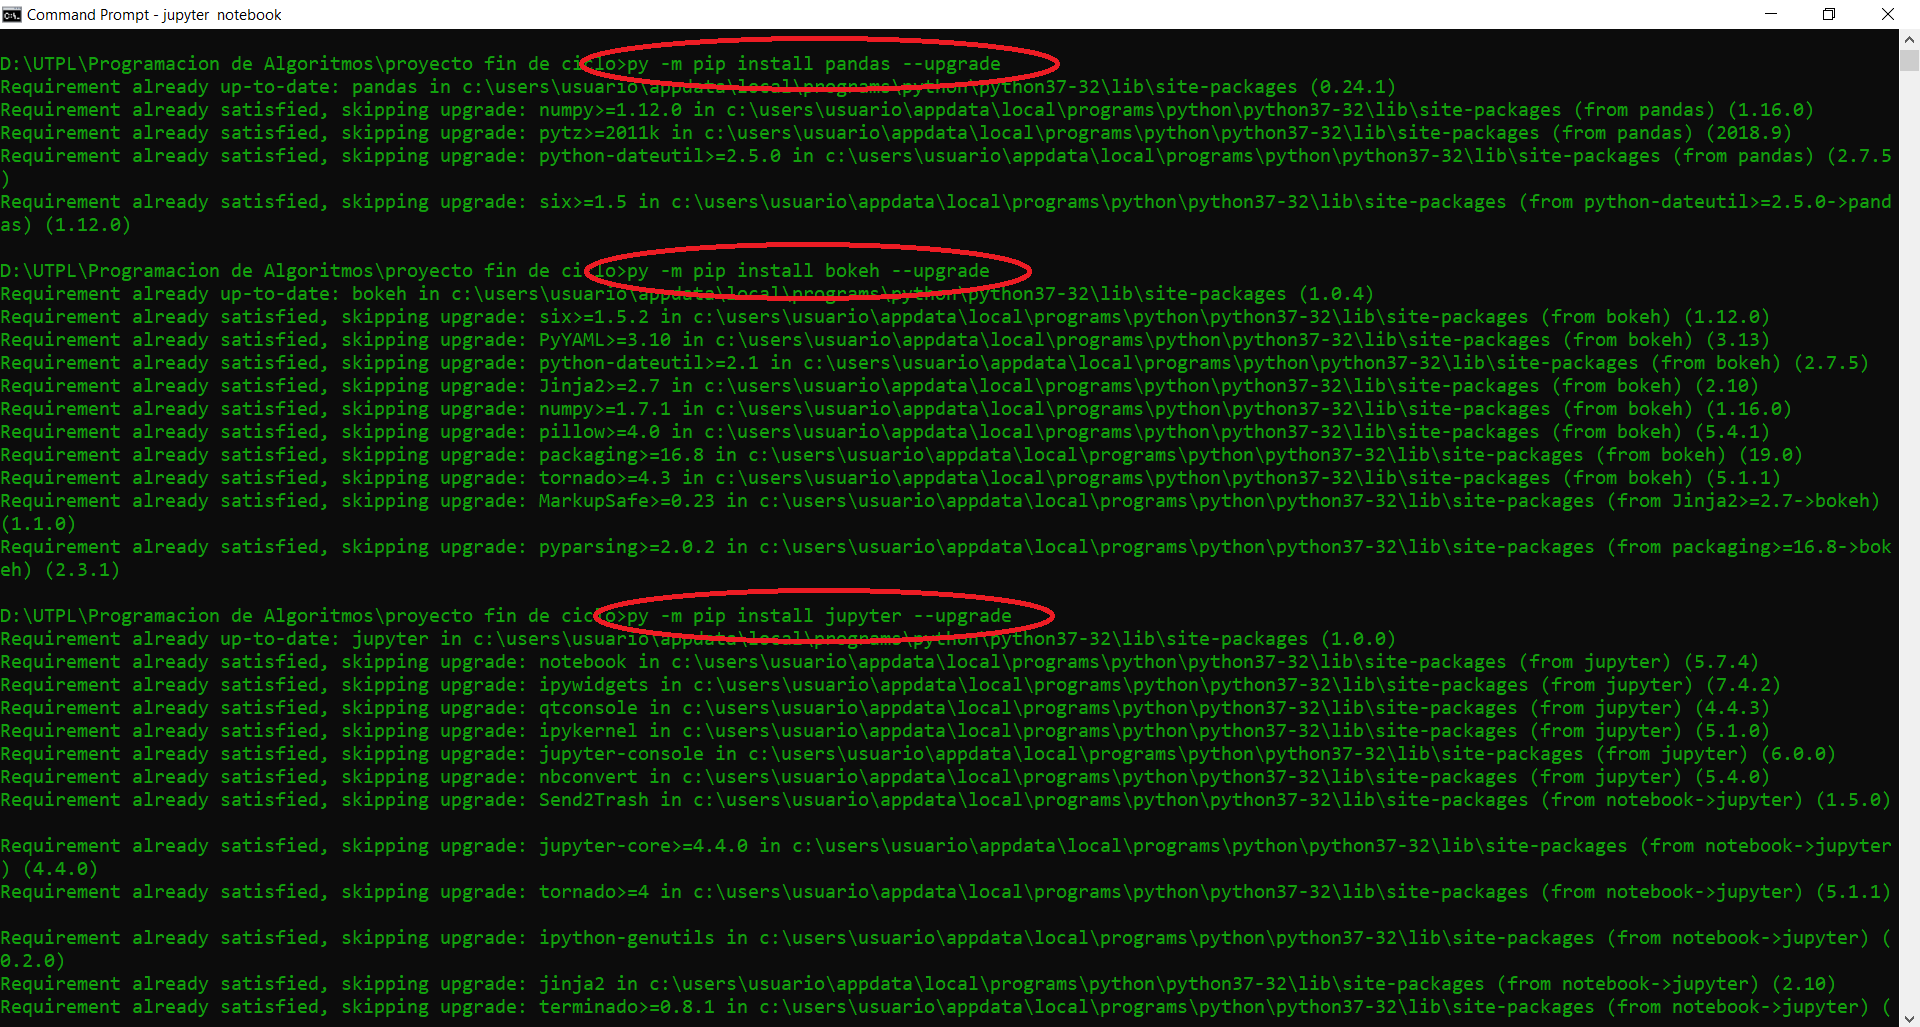 Command Prompt - jupyter  notebook
D:\UTPL\Programacion de Algoritmos\proyecto fin de ciclo>py -m pip install pandas --upgrade
Requirement already up-to-date: pandas in c:\users\usuario\appdata\local\programs\python\python37-32\lib\site-packages (0.24.1)
Requirement already satisfied, skipping upgrade: numpy>=1.12.0 in c:\users\usuario\appdata\local\programs\python\python37-32\lib\site-packages (from pandas) (1.16.0)
Requirement already satisfied, skipping upgrade: pytz>=2011k in c:\users\usuario\appdata\local\programs\python\python37-32\lib\site-packages (from pandas) (2018.9)
Requirement already satisfied, skipping upgrade: python-dateutil>=2.5.0 in c:\users\usuario\appdata\local\programs\python\python37-32\lib\site-packages (from pandas) (2.7.5
)
Requirement already satisfied, skipping upgrade: six>=1.5 in c:\users\usuario\appdata\local\programs\python\python37-32\lib\site-packages (from python-dateutil>=2.5.0->pand
as) (1.12.0)
D:\UTPL\Programacion de Algoritmos\proyecto fin de ciclo>py -m pip install bokeh --upgrade
Requirement already up-to-date: bokeh in c:\users\usuario\appdata\local\programs\python\python37-32\lib\site-packages (1.0.4)
Requirement already satisfied, skipping upgrade: six>=1.5.2 in c:\users\usuario\appdata\local\programs\python\python37-32\lib\site-packages (from bokeh) (1.12.0)
Requirement already satisfied, skipping upgrade: PyYAML>=3.10 in c:\users\usuario\appdata\local\programs\python\python37-32\lib\site-packages (from bokeh) (3.13)
Requirement already satisfied, skipping upgrade: python-dateutil>=2.1 in c:\users\usuario\appdata\local\programs\python\python37-32\lib\site-packages (from bokeh) (2.7.5)
Requirement already satisfied, skipping upgrade: Jinja2>=2.7 in c:\users\usuario\appdata\local\programs\python\python37-32\lib\site-packages (from bokeh) (2.10)
Requirement already satisfied, skipping upgrade: numpy>=1.7.1 in c:\users\usuario\appdata\local\programs\python\python37-32\lib\site-packages (from bokeh) (1.16.0)
Requirement already satisfied, skipping upgrade: pillow>=4.0 in c:\users\usuario\appdata\local\programs\python\python37-32\lib\site-packages (from bokeh) (5.4.1)
Requirement already satisfied, skipping upgrade: packaging>=16.8 in c:\users\usuario\appdata\local\programs\python\python37-32\lib\site-packages (from bokeh) (19.0)
Requirement already satisfied, skipping upgrade: tornado>=4.3 in c:\users\usuario\appdata\local\programs\python\python37-32\lib\site-packages (from bokeh) (5.1.1)
Requirement already satisfied, skipping upgrade: MarkupSafe>=0.23 in c:\users\usuario\appdata\local\programs\python\python37-32\lib\site-packages (from Jinja2>=2.7->bokeh)
(1.1.0)
Requirement already satisfied, skipping upgrade: pyparsing>=2.0.2 in c:\users\usuario\appdata\local\programs\python\python37-32\lib\site-packages (from packaging>=16.8->bok
eh) (2.3.1)
D:\UTPL\Programacion de Algoritmos\proyecto fin de ciclo>py -m pip install jupyter --upgrade
Requirement already up-to-date: jupyter in c:\users\usuario\appdata\local\programs\python\python37-32\lib\site-packages (1.0.0)
Requirement already satisfied, skipping upgrade: notebook in c:\users\usuario\appdata\local\programs\python\python37-32\lib\site-packages (from jupyter) (5.7.4)
Requirement already satisfied, skipping upgrade: ipywidgets in c:\users\usuario\appdata\local\programs\python\python37-32\lib\site-packages (from jupyter) (7.4.2)
Requirement already satisfied, skipping upgrade: qtconsole in c:\users\usuario\appdata\local\programs\python\python37-32\lib\site-packages (from jupyter) (4.4.3)
Requirement already satisfied, skipping upgrade: ipykernel in c:\users\usuario\appdata\local\programs\python\python37-32\lib\site-packages (from jupyter) (5.1.0)
Requirement already satisfied, skipping upgrade: jupyter-console in c:\users\usuario\appdata\local\programs\python\python37-32\lib\site-packages (from jupyter) (6.0.0)
Requirement already satisfied, skipping upgrade: nbconvert in c:\users\usuario\appdata\local\programs\python\python37-32\lib\site-packages (from jupyter) (5.4.0)
Requirement already satisfied, skipping upgrade: Send2Trash in c:\users\usuario\appdata\local\programs\python\python37-32\lib\site-packages (from notebook->jupyter) (1.5.0)
Requirement already satisfied, skipping upgrade: jupyter-core>=4.4.0 in c:\users\usuario\appdata\local\programs\python\python37-32\lib\site-packages (from notebook->jupyter
) (4.4.0)
Requirement already satisfied, skipping upgrade: tornado>=4 in c:\users\usuario\appdata\local\programs\python\python37-32\lib\site-packages (from notebook->jupyter) (5.1.1)
Requirement already satisfied, skipping upgrade: ipython-genutils in c:\users\usuario\appdata\local\programs\python\python37-32\lib\site-packages (from notebook->jupyter) (
0.2.0)
Requirement already satisfied, skipping upgrade: jinja2 in c:\users\usuario\appdata\local\programs\python\python37-32\lib\site-packages (from notebook->jupyter) (2.10)
Requirement already satisfied, skipping upgrade: terminado>=0.8.1 in c:\users\usuario\appdata\local\programs\python\python37-32\lib\site-packages (from notebook->jupyter) (